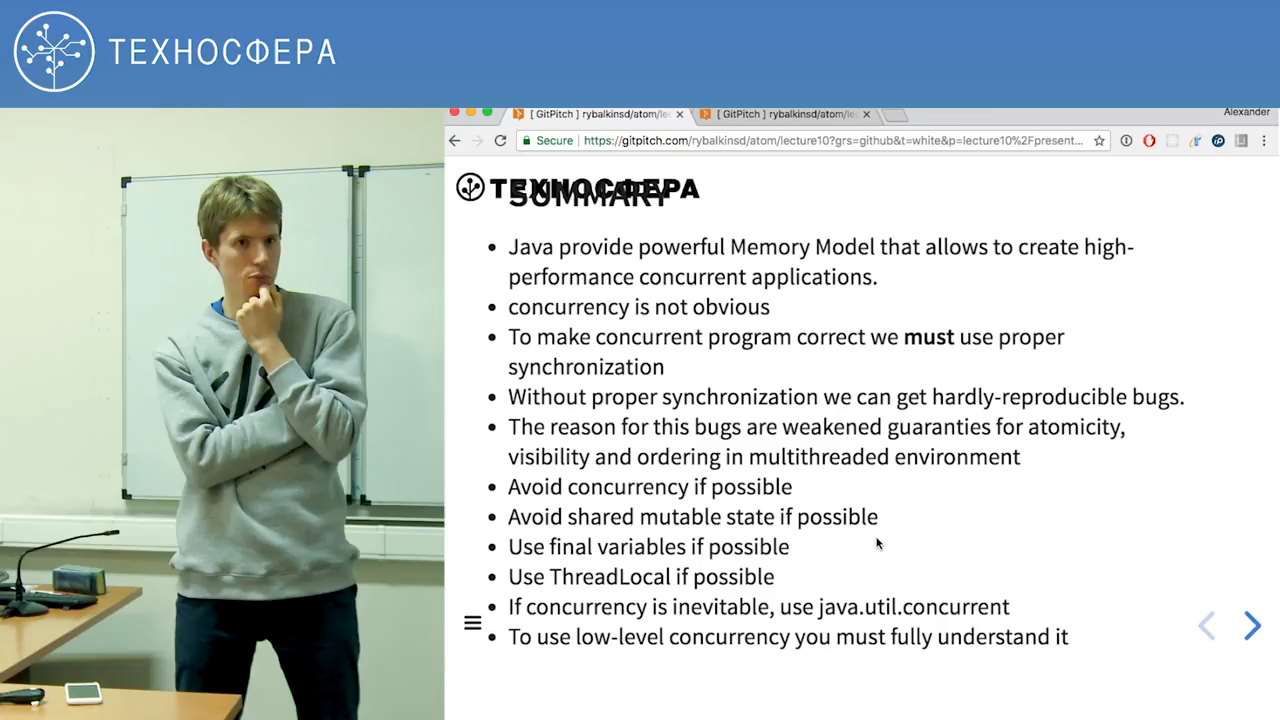 ТЕХНОСФЕРА
[ GitPitch ] rybalkinsd/atom/lec
[ GitPitch ] rybalkinsd/atom/le
Alexander
Secure https://gitpitch.com/rybalkinsd/atom/lecture10?grs=github&t=white&p=lecture10%2Fpresent...
ТЕХНОСФЕРА
SUMMARY
• Java provide powerful Memory Model that allows to create high-
performance concurrent applications.
• concurrency is not obvious
• To make concurrent program correct we must use proper
synchronization
• Without proper synchronization we can get hardly-reproducible bugs.
• The reason for this bugs are weakened guaranties for atomicity,
visibility and ordering in multithreaded environment
• Avoid concurrency if possible
• Avoid shared mutable state if possible
• Use final variables if possible
• Use ThreadLocal if possible
• If concurrency is inevitable, use java.util.concurrent
• To use low-level concurrency you must fully understand it